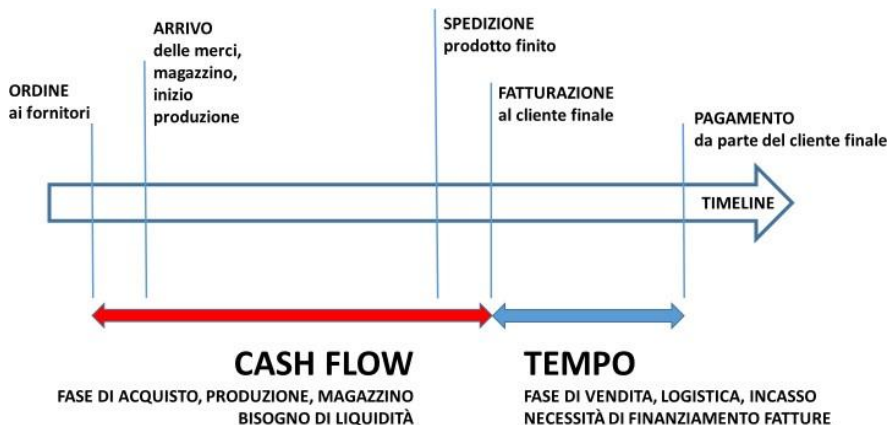 ORDINE
ai fornitori
ARRIVO
delle merci,
magazzino,
inizio
produzione
SPEDIZIONE
prodotto finito
FATTURAZIONE
al cliente finale
PAGAMENTO
da parte del cliente finale
TIMELINE
CASH FLOW
FASE DI ACQUISTO, PRODUZIONE, MAGAZZINO
BISOGNO DI LIQUIDITÀ
TEMPO
FASE DI VENDITA, LOGISTICA, INCASSO
NECESSITÀ DI FINANZIAMENTO FATTURE